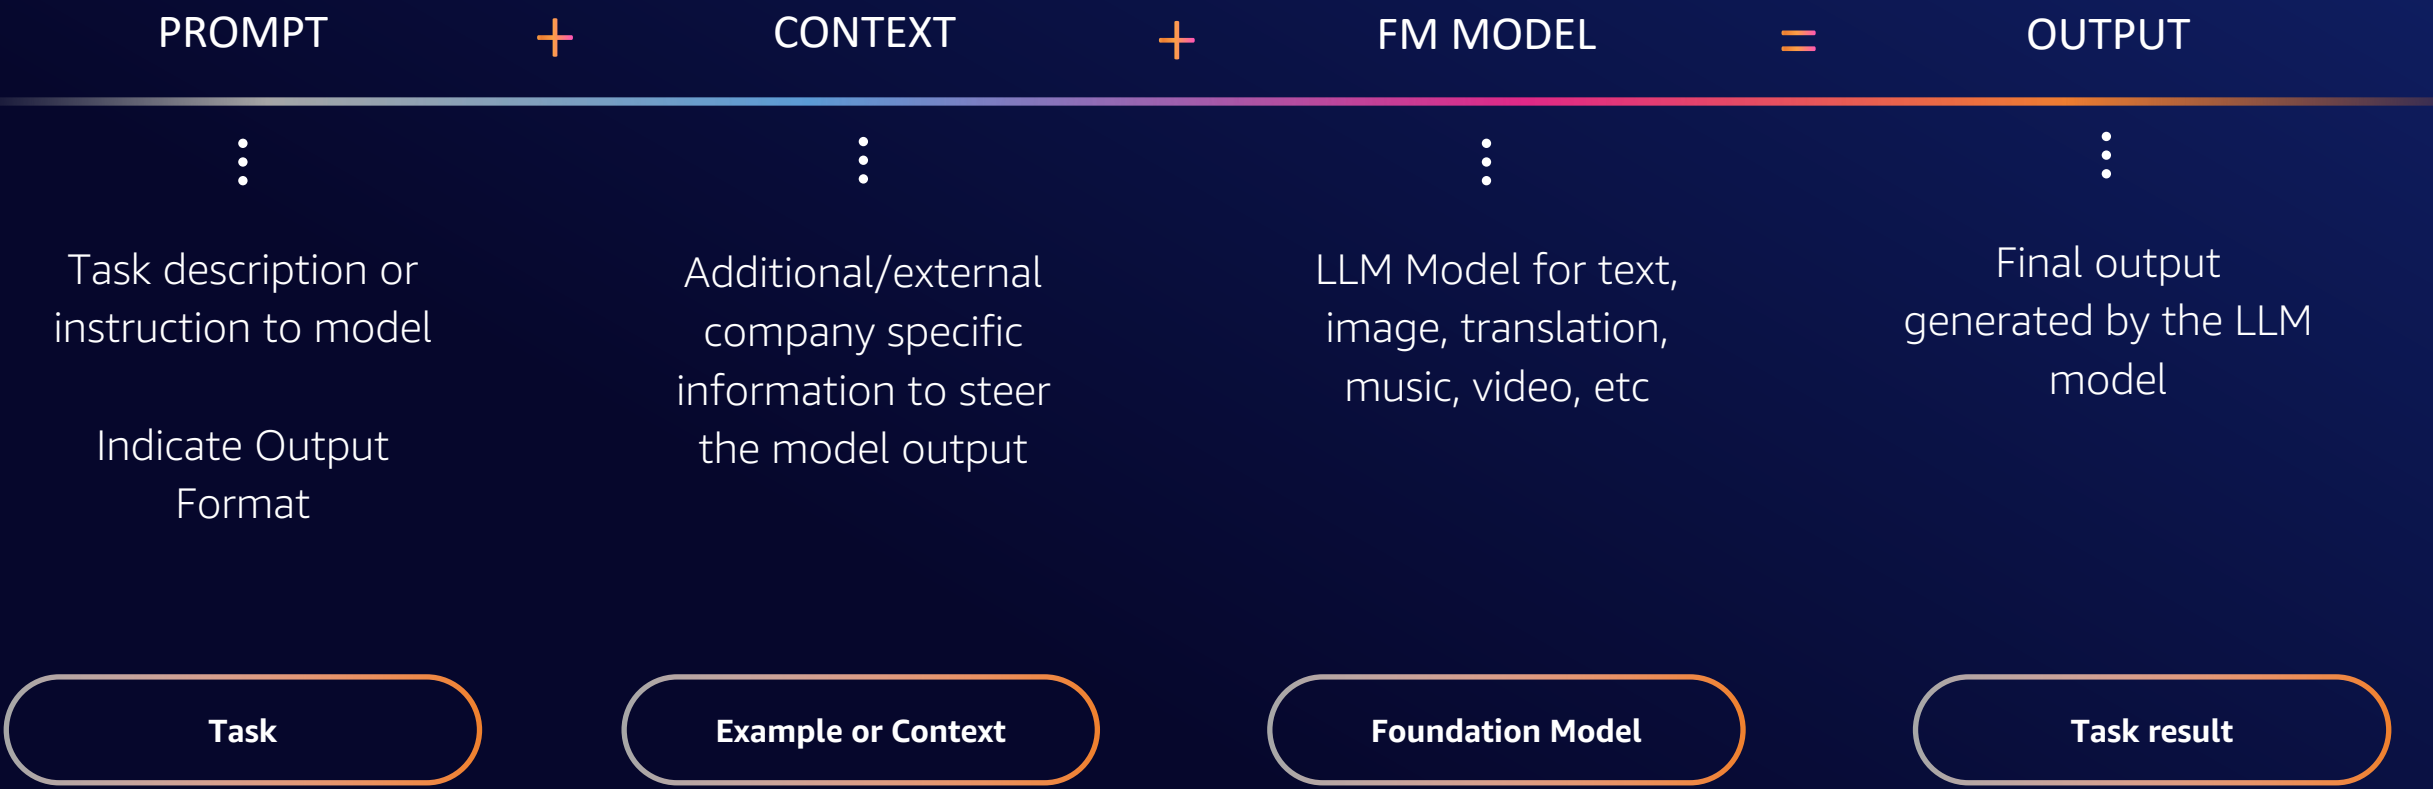 PROMPT + CONTEXT + FM MODEL = OUTPUT
Task description or
instruction to model
Indicate Output
Format
Additional/external
company specific
information to steer
the model output
LLM Model for text,
image, translation,
music, video, etc
Final output
generated by the LLM
model
Task
Example or Context
Foundation Model
Task result